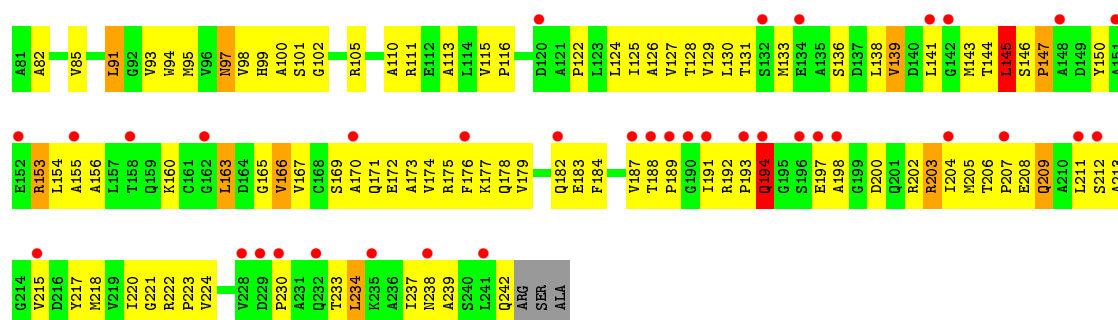 A81 A82 V85 L91 G92 V93 W94 M95 V96 N97 V98 H99 A100 S101 G102 R105 A110 R111 E112 A113 L114 V115 P116 D120 A121 P122 L123 L124 I125 A126 V127 T128 V129 L130 T131 S132 M133 E134 A135 S136 D137 L138 V139 D140 L141 G142 M143 T144 L145 S146 P147 A148 D149 Y150 A151
E152 R153 L154 A155 A156 L157 T158 Q159 K160 C161 G162 L163 D164 G165 V166 V167 C168 S169 A170 Q171 E172 A173 V174 R175 F176 K177 Q178 V179 Q182 E183 F184 V187 T188 P189 G190 I191 R192 P193 Q194 G195 S196 E197 A198 G199 D200 Q201 R202 R203 I204 M205 T206 P207 E208 Q209 A210 L211 S212 A213
G214 V215 D216 Y217 M218 V219 I220 G221 R222 P223 V224 V228 D229 P230 A231 Q232 T233 L234 K235 A236 I237 N238 A239 S240 L241 Q242 ARG SER ALA